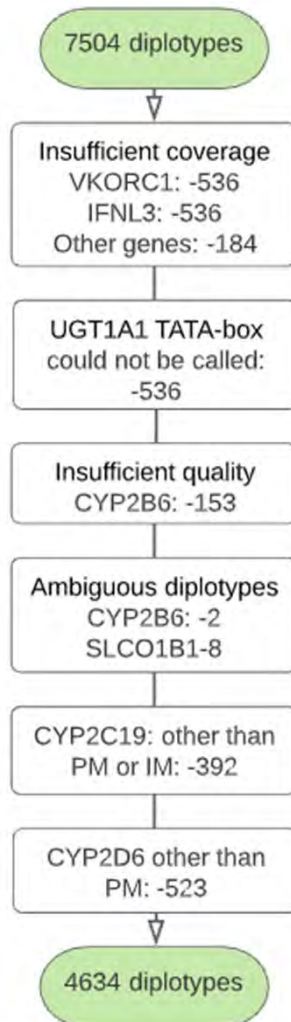 7504 diplotypes
Insufficient coverage
VKORC1: -536
IFNL3: -536
Other genes: -184
UGT1A1 TATA-box
could not be called:
-536
Insufficient quality
CYP2B6: -153
Ambiguous diplotypes
CYP2B6: -2
SLCO1B1-8
CYP2C19: other than
PM or IM: -392
CYP2D6 other than
PM: -523
4634 diplotypes